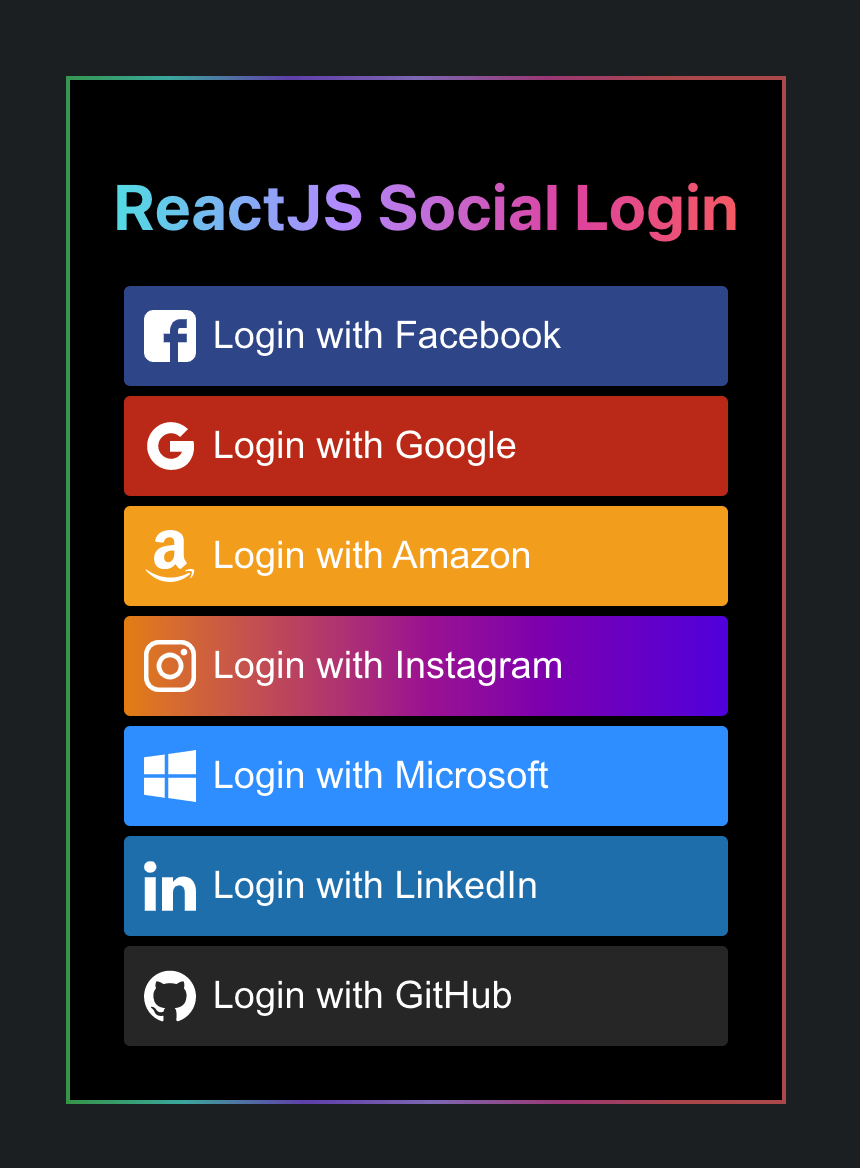 ReactJS Social Login
Login with Facebook
Login with Google
Login with Amazon
Login with Instagram
Login with Microsoft
Login with LinkedIn
Login with GitHub